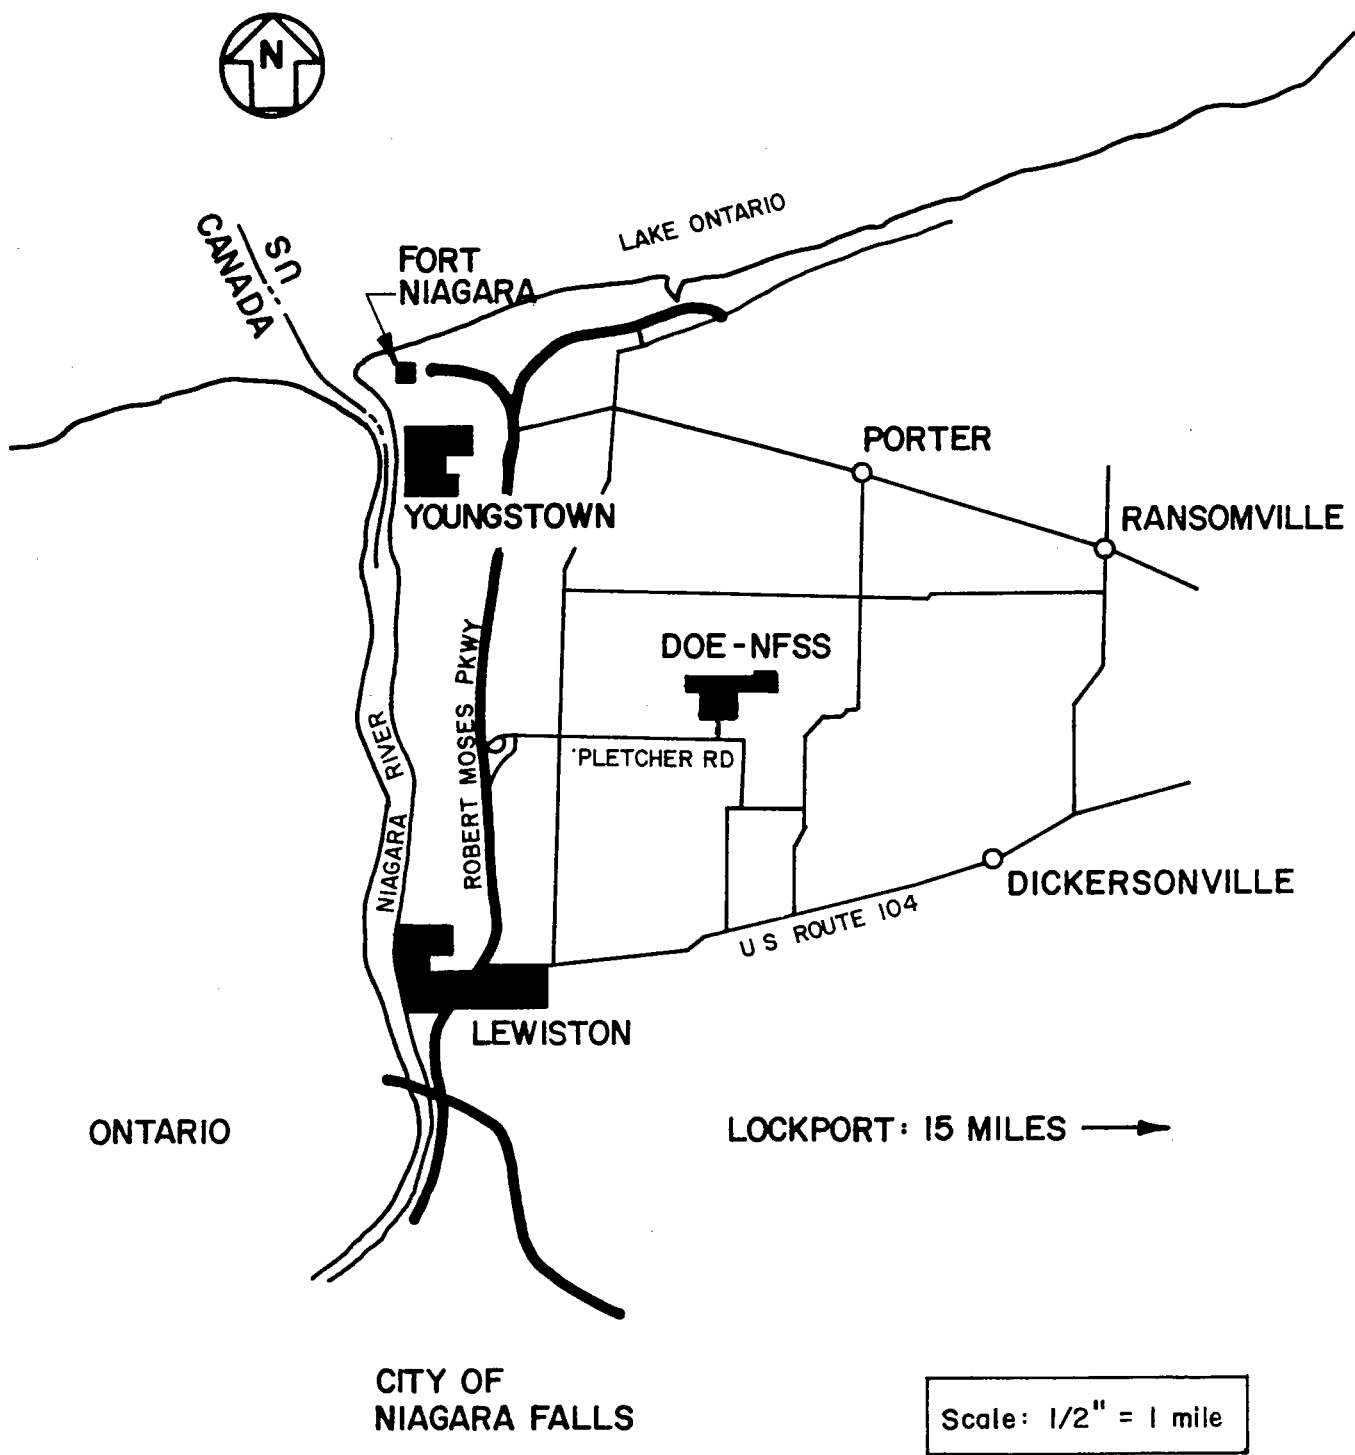 N
US
CANADA
FORT
NIAGARA
LAKE ONTARIO
PORTER
YOUNGSTOWN
RANSOMVILLE
DOE-NFSS
ROBERT MOSES PKWY
NIAGARA RIVER
PLETCHER RD
DICKERSONVILLE
US ROUTE 104
LEWISTON
ONTARIO
LOCKPORT: 15 MILES
CITY OF
NIAGARA FALLS
Scale: 1/2" = 1 mile